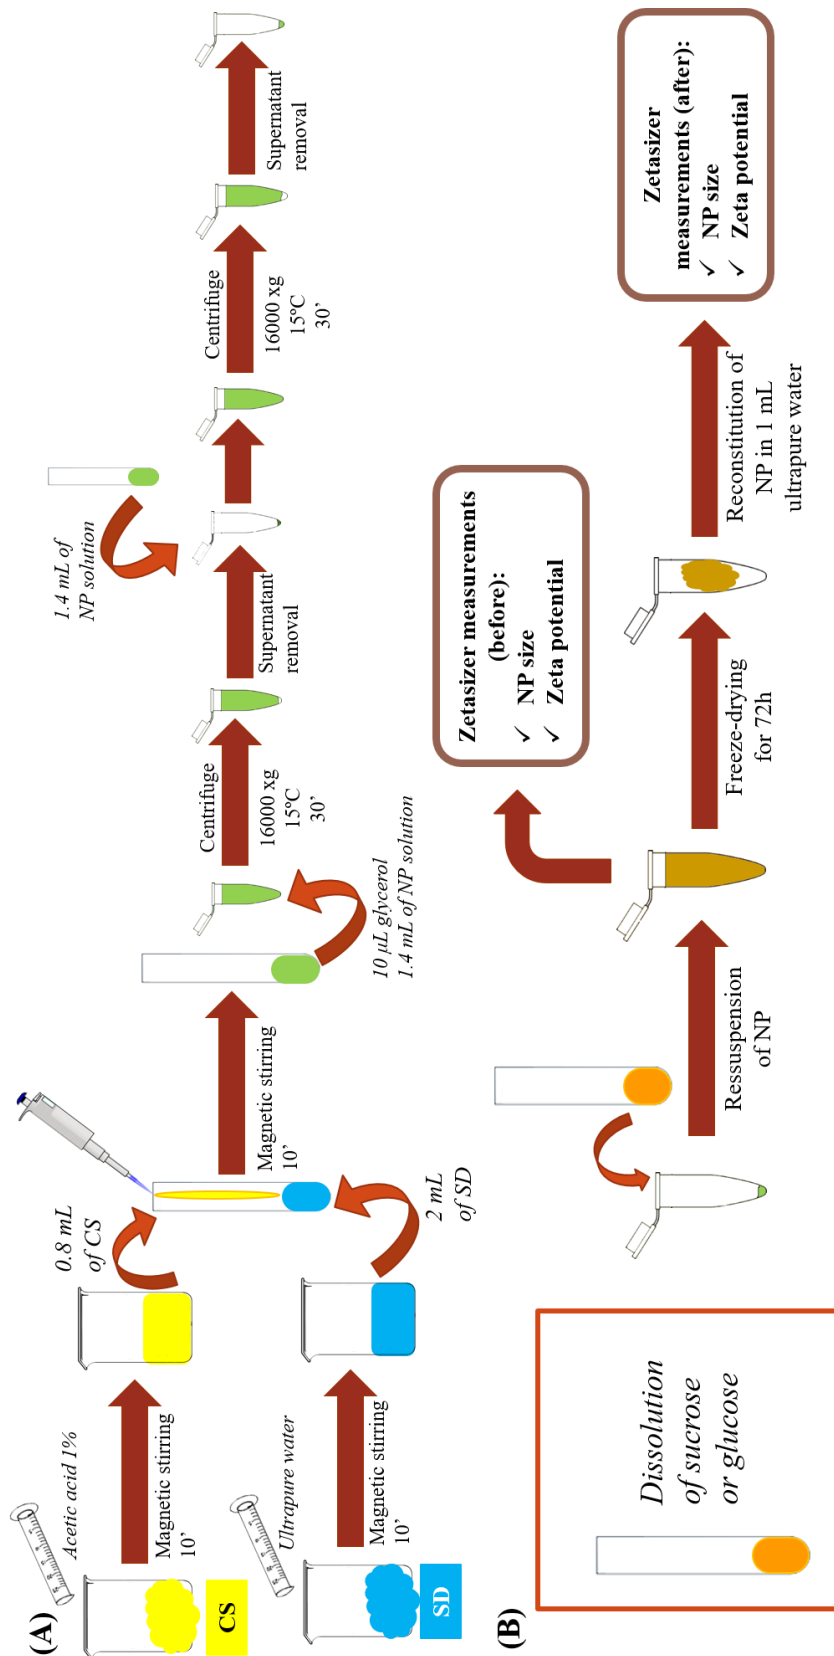 (A)
Acetic acid 1%
CS
Magnetic stirring
10’
0.8 mL
of CS
Ultrapure water
SD
Magnetic stirring
10’
2 mL
of SD
Magnetic stirring
10’
10 µL glycerol
1.4 mL of NP solution
Centrifuge
16000 xg
15ºC
30’
Supernatant
removal
1.4 mL of
NP solution
Centrifuge
16000 xg
15ºC
30’
Supernatant
removal
(B)
Dissolution
of sucrose
or glucose
Ressuspension
of NP
Zetasizer measurements
(before):
✓ NP size
✓ Zeta potential
Freeze-drying
for 72h
Reconstitution of
NP in 1 mL
ultrapure water
Zetasizer
measurements (after):
✓ NP size
✓ Zeta potential